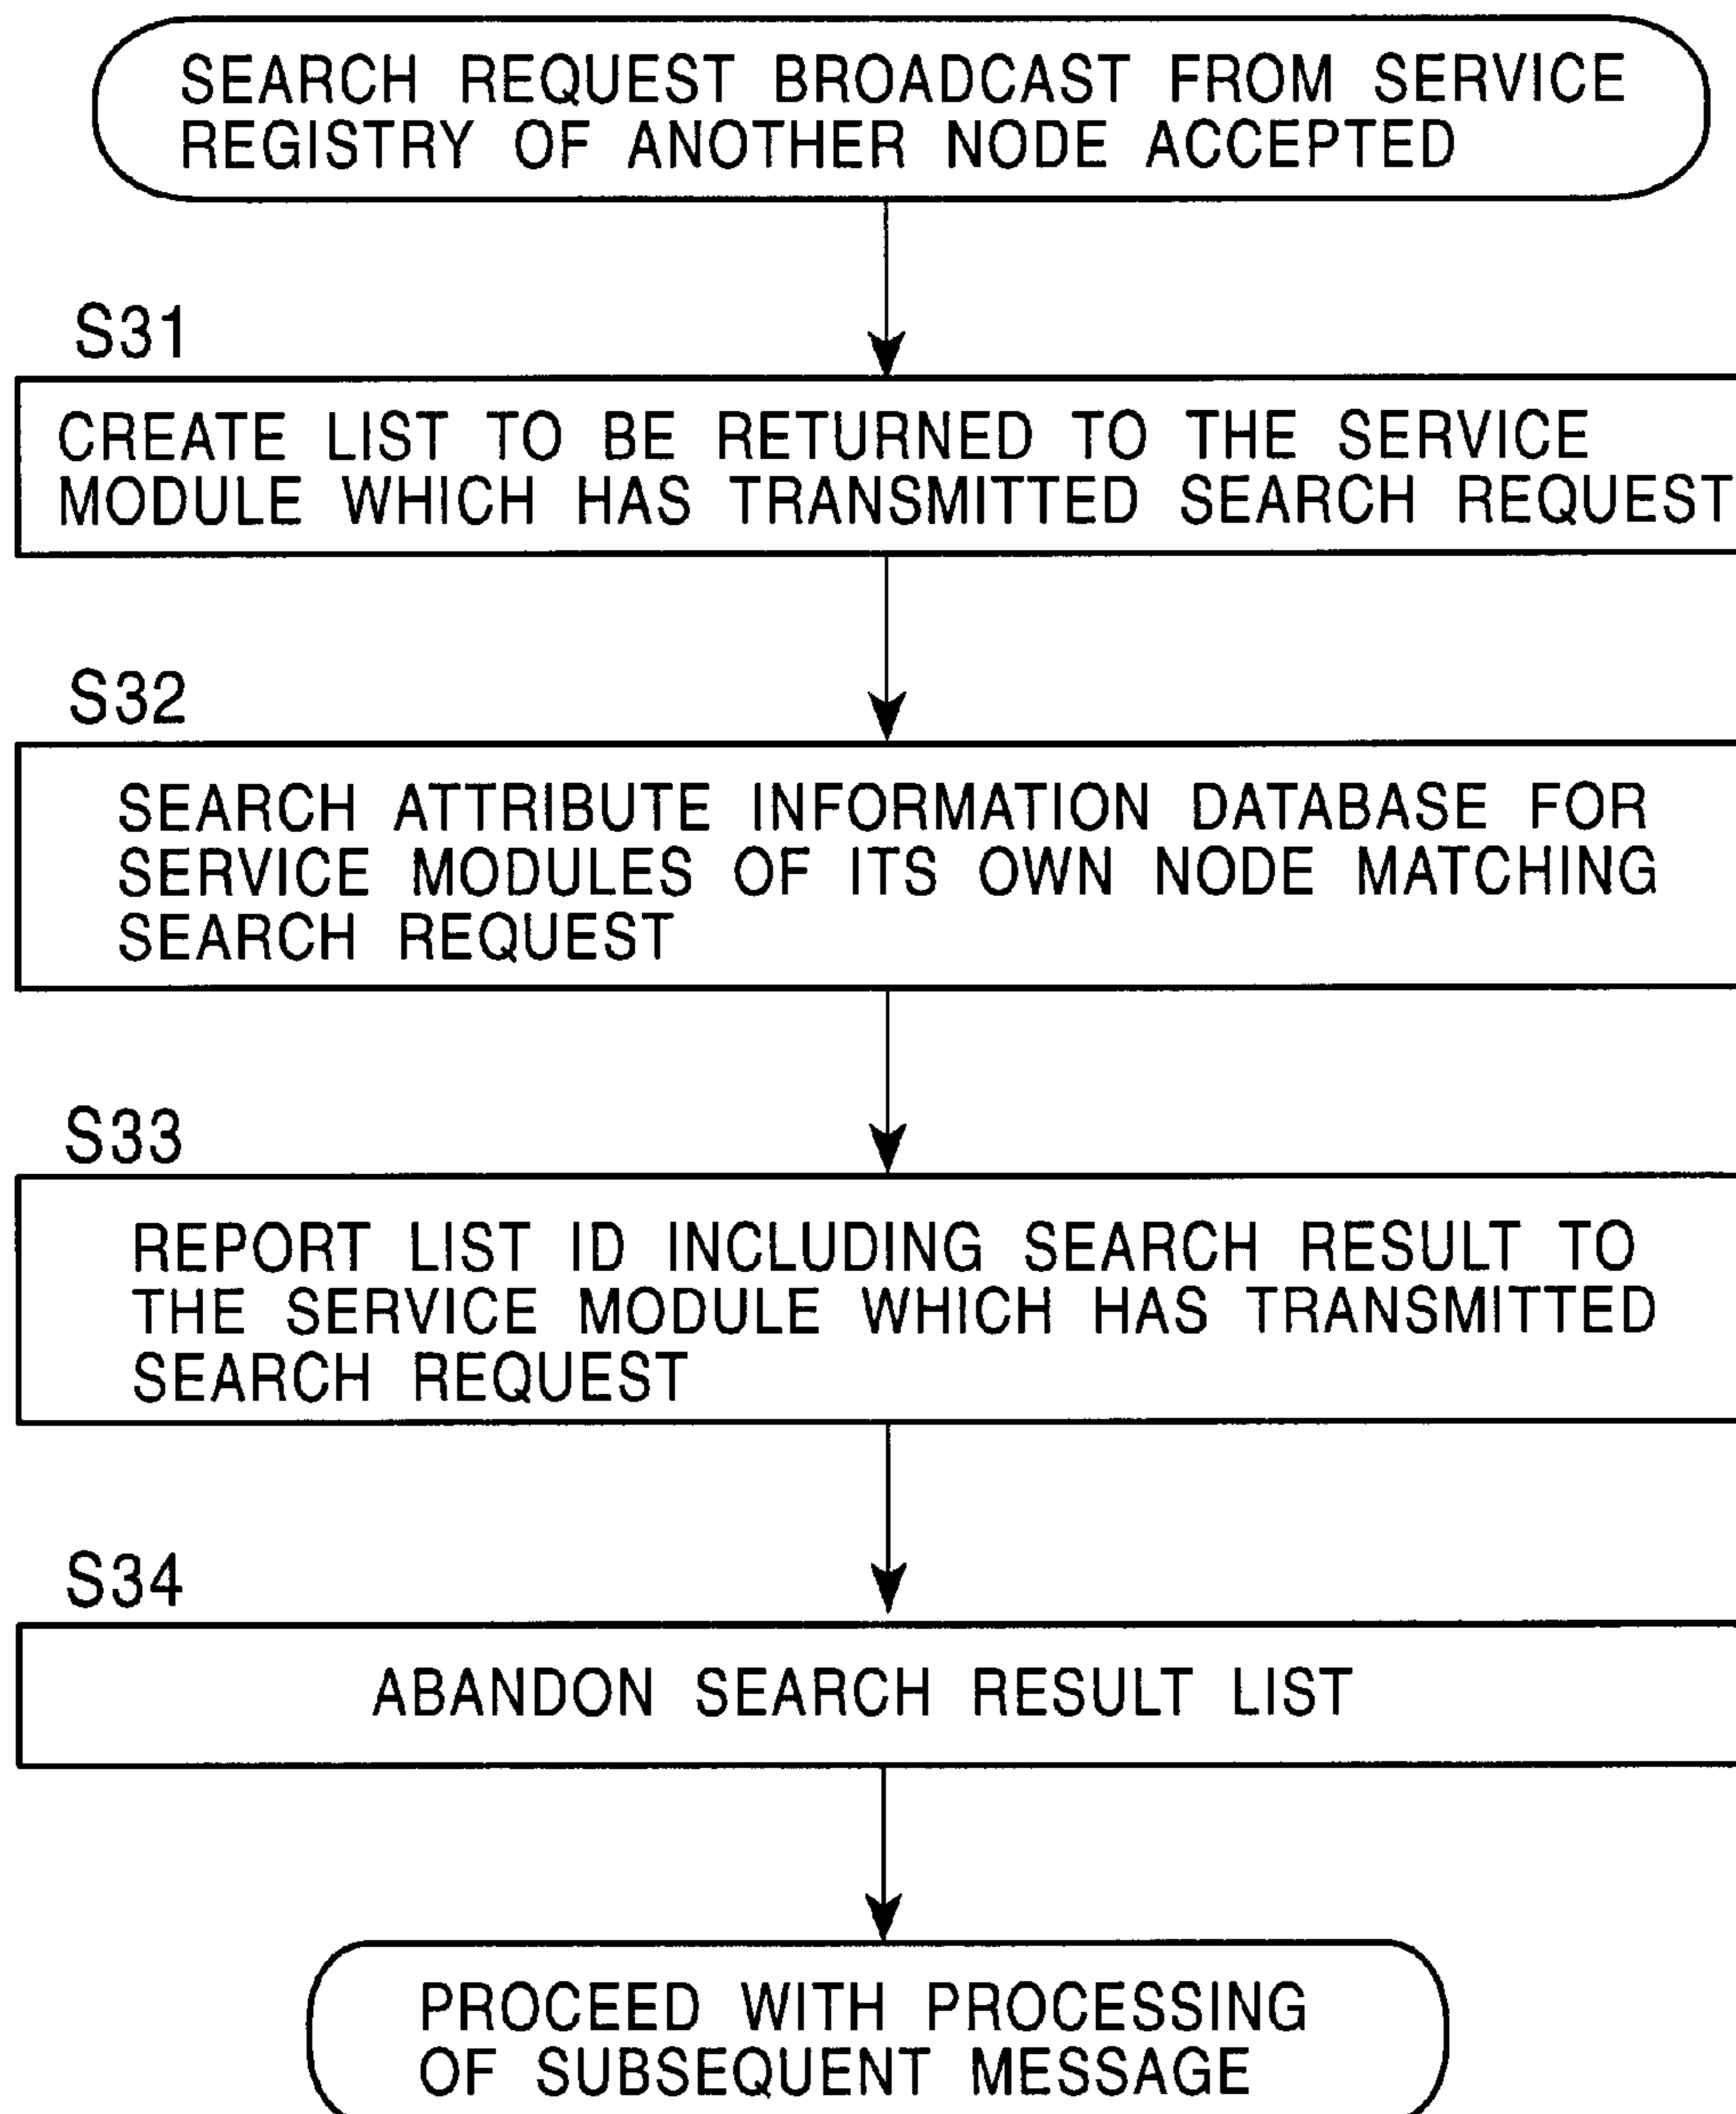 SEARCH REQUEST BROADCAST FROM SERVICE
REGISTRY OF ANOTHER NODE ACCEPTED
S31
CREATE LIST TO BE RETURNED TO THE SERVICE
MODULE WHICH HAS TRANSMITTED SEARCH REQUEST
S32
SEARCH ATTRIBUTE INFORMATION DATABASE FOR
SERVICE MODULES OF ITS OWN NODE MATCHING
SEARCH REQUEST
S33
REPORT LIST ID INCLUDING SEARCH RESULT TO
THE SERVICE MODULE WHICH HAS TRANSMITTED
SEARCH REQUEST
S34
ABANDON SEARCH RESULT LIST
PROCEED WITH PROCESSING
OF SUBSEQUENT MESSAGE